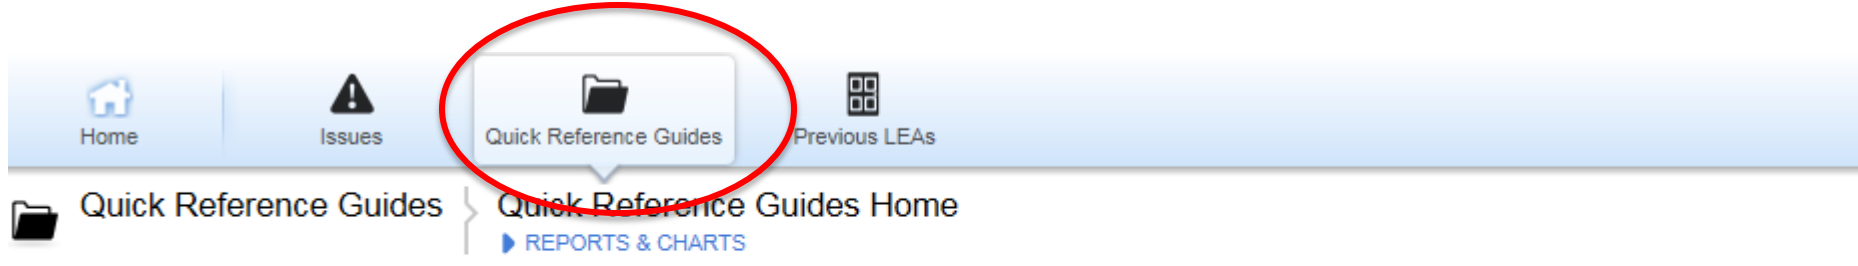 Home Issues Quick Reference Guides Previous LEAs
Quick Reference Guides Quick Reference Guides Home
REPORTS & CHARTS